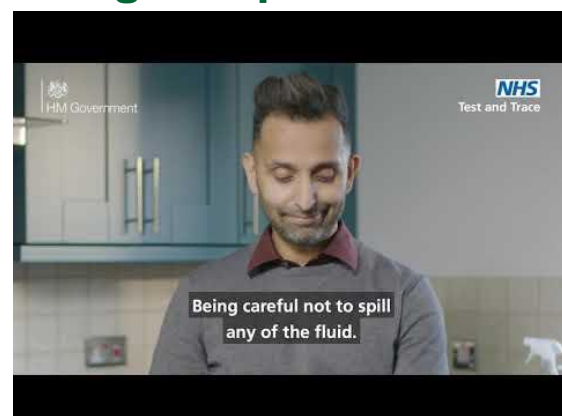 HM Government
NHS
Test and Trace
Being careful not to spill
any of the fluid.